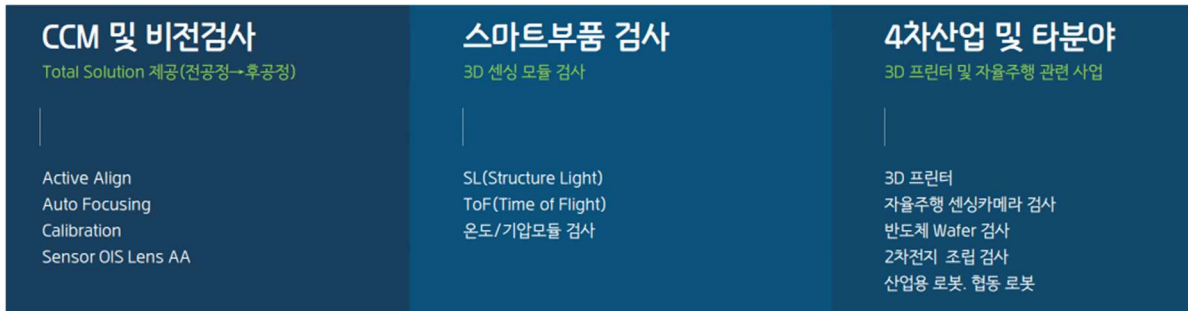 CCM 및 비전검사
Total Solution 제공(전공정→후공정)
Active Align
Auto Focusing
Calibration
Sensor OIS Lens AA
스마트부품 검사
3D 센싱 모듈 검사
SL(Structure Light)
ToF(Time of Flight)
온도/기압모듈 검사
4차산업 및 타분야
3D 프린터 및 자율주행 관련 사업
3D 프린터
자율주행 센싱카메라 검사
반도체 Wafer 검사
2차전지 조립 검사
산업용 로봇. 협동 로봇